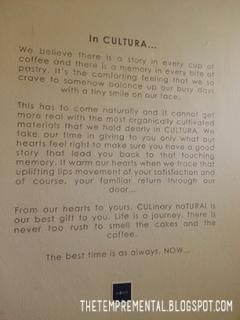 In CULTURA...
We believe there is a story in every cup of
coffee and there is a memory in every bite of
pastry. It's the comforting feeling that we so
crave to somehow balance up our busy days
with a tiny smile on our face.
This has to come naturally and it cannot get
more real with the most organically cultivated
materials that we hold dearly in CULTURA. We
take our time in giving to you only what our
hearts feel right to make sure you have a good
story that lead you back to that touching
memory. It warm our hearts when we trace that
uplifting lips movement of your satisfaction and
of course, your familiar return through our
door...
From our hearts to yours, CULinary naTURAl is
our best gift to you. Life is a journey, there is
never too rush to smell the cakes and the
coffee.
The best time is as always, NOW...
THETEMPREMENTAL.BLOGSPOT.COM